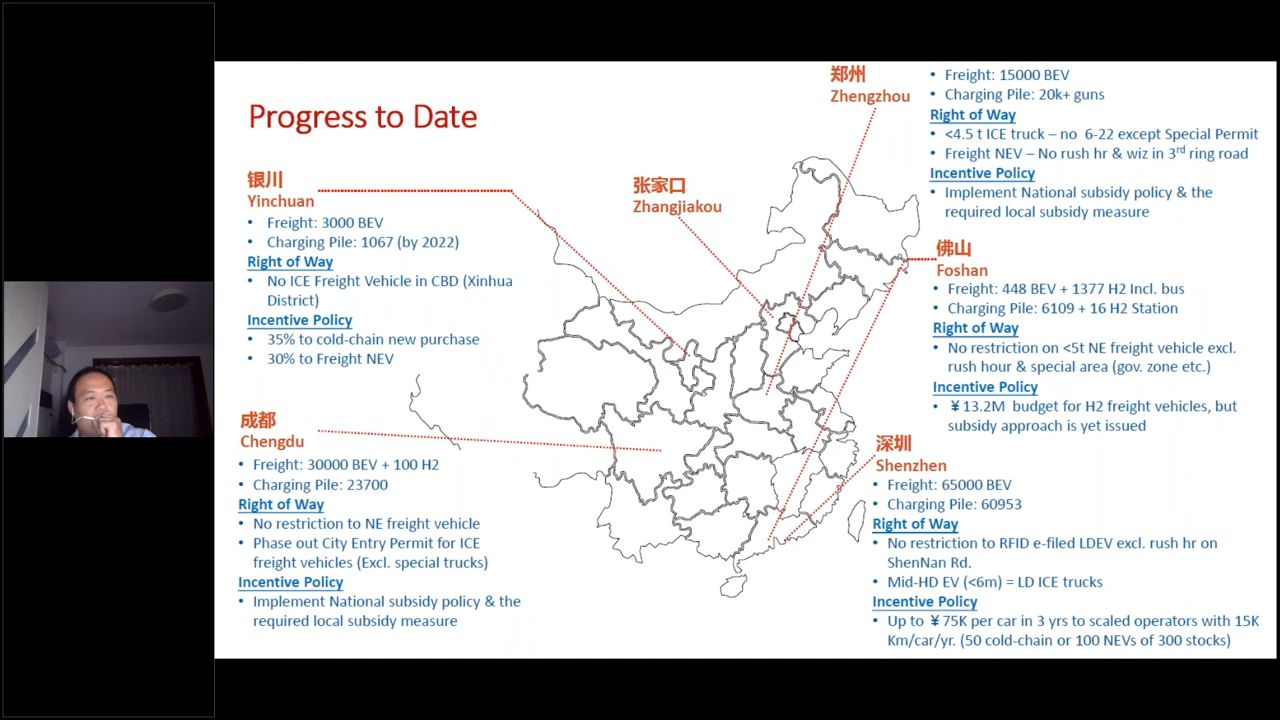 Progress to Date
银川
Yinchuan
• Freight: 3000 BEV
• Charging Pile: 1067 (by 2022)
Right of Way
• No ICE Freight Vehicle in CBD (Xinhua
District)
Incentive Policy
• 35% to cold-chain new purchase
• 30% to Freight NEV
成都
Chengdu
• Freight: 30000 BEV + 100 H2
• Charging Pile: 23700
Right of Way
• No restriction to NE freight vehicle
• Phase out City Entry Permit for ICE
freight vehicles (Excl. special trucks)
Incentive Policy
• Implement National subsidy policy & the
required local subsidy measure
张家口
Zhangjiakou
郑州
Zhengzhou
• Freight: 15000 BEV
• Charging Pile: 20k+ guns
Right of Way
• <4.5 t ICE truck – no 6-22 except Special Permit
• Freight NEV – No rush hr & wiz in 3rd ring road
Incentive Policy
• Implement National subsidy policy & the
required local subsidy measure
佛山
Foshan
• Freight: 448 BEV + 1377 H2 Incl. bus
• Charging Pile: 6109 + 16 H2 Station
Right of Way
• No restriction on <5t NE freight vehicle excl.
rush hour & special area (gov. zone etc.)
Incentive Policy
• ¥13.2M budget for H2 freight vehicles, but
subsidy approach is yet issued
深圳
Shenzhen
• Freight: 65000 BEV
• Charging Pile: 60953
Right of Way
• No restriction to RFID e-filed LDEV excl. rush hr on
ShenNan Rd.
• Mid-HD EV (<6m) = LD ICE trucks
Incentive Policy
• Up to ¥75K per car in 3 yrs to scaled operators with 15K
Km/car/yr. (50 cold-chain or 100 NEVs of 300 stocks)